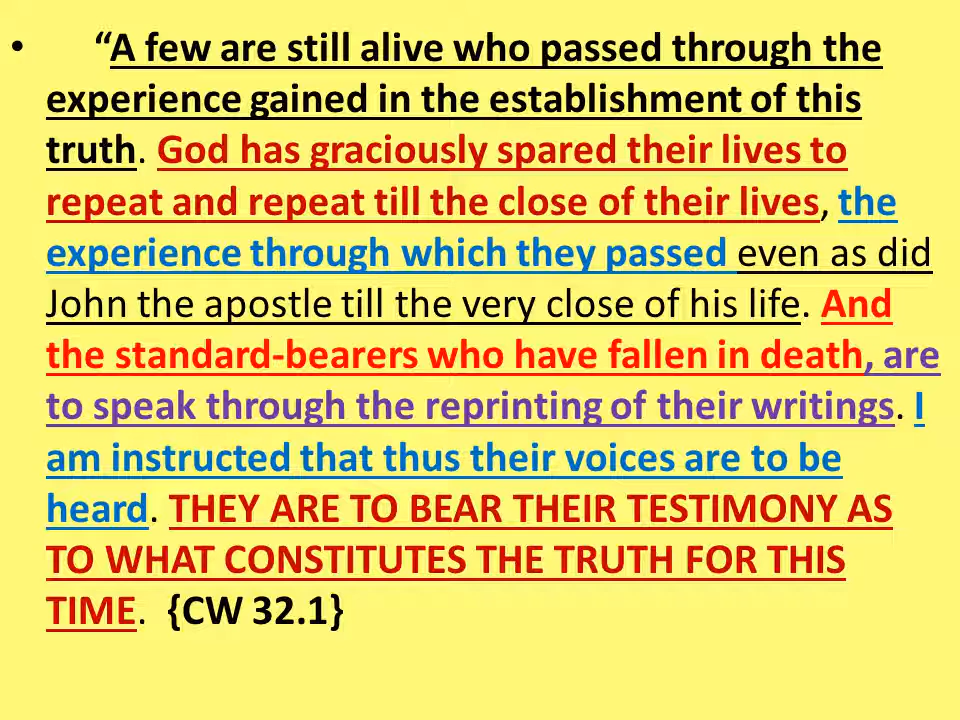 • “A few are still alive who passed through the
experience gained in the establishment of this
truth. God has graciously spared their lives to
repeat and repeat till the close of their lives, the
experience through which they passed even as did
John the apostle till the very close of his life. And
the standard-bearers who have fallen in death, are
to speak through the reprinting of their writings. I
am instructed that thus their voices are to be
heard. THEY ARE TO BEAR THEIR TESTIMONY AS
TO WHAT CONSTITUTES THE TRUTH FOR THIS
TIME. {CW 32.1}